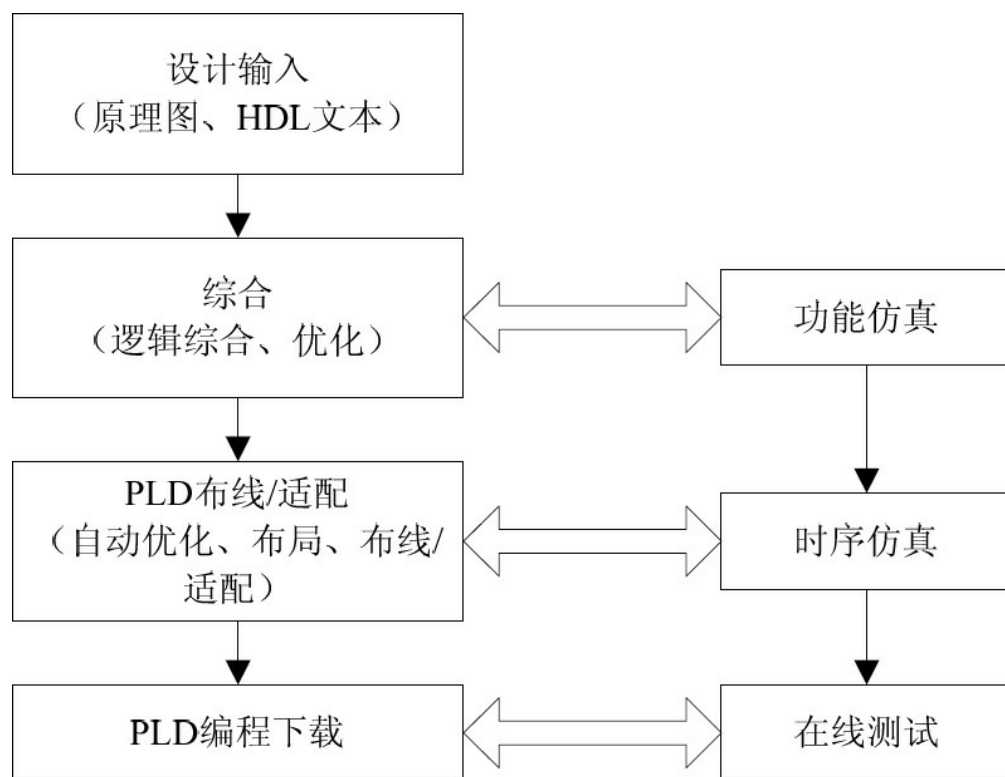 设计输入
（原理图、HDL文本）
综合
（逻辑综合、优化）
功能仿真
PLD布线/适配
（自动优化、布局、布线/
适配）
时序仿真
PLD编程下载
在线测试